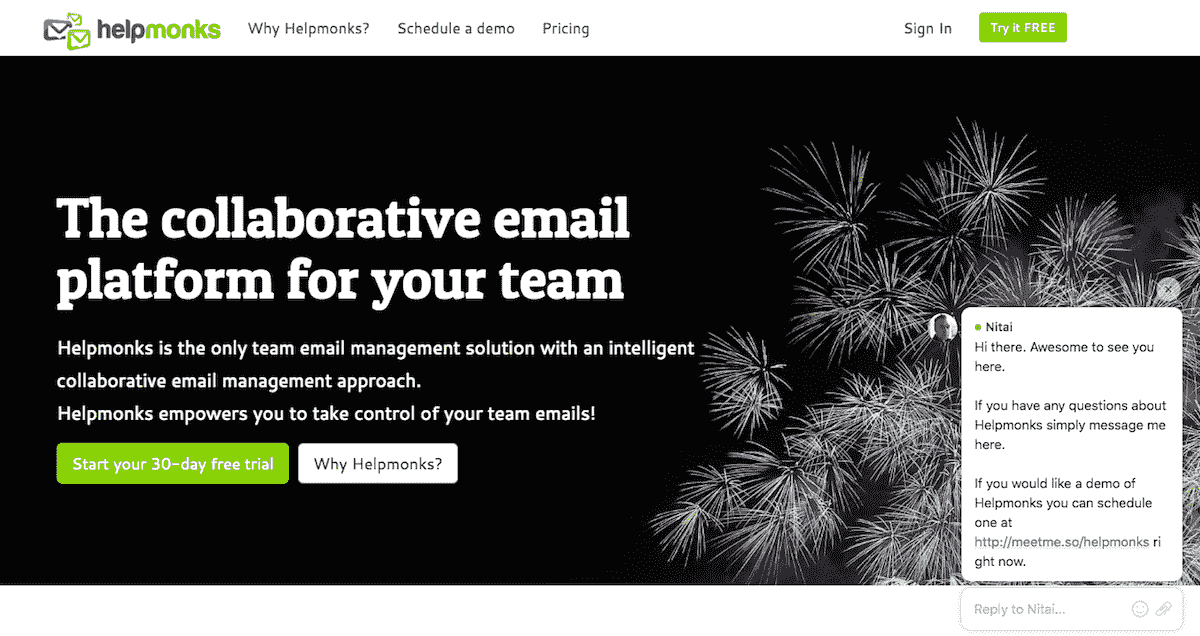 helpmonks
Why Helpmonks?
Schedule a demo
Pricing
Sign In
Try it FREE
The collaborative email
platform for your team
Helpmonks is the only team email management solution with an intelligent
collaborative email management approach.
Helpmonks empowers you to take control of your team emails!
Start your 30-day free trial
Why Helpmonks?
Nitai
Hi there. Awesome to see you
here.
If you have any questions about
Helpmonks simply message me
here.
If you would like a demo of
Helpmonks you can schedule
one at
http://meetme.so/helpmonks ri
ght now.
Reply to Nitai...